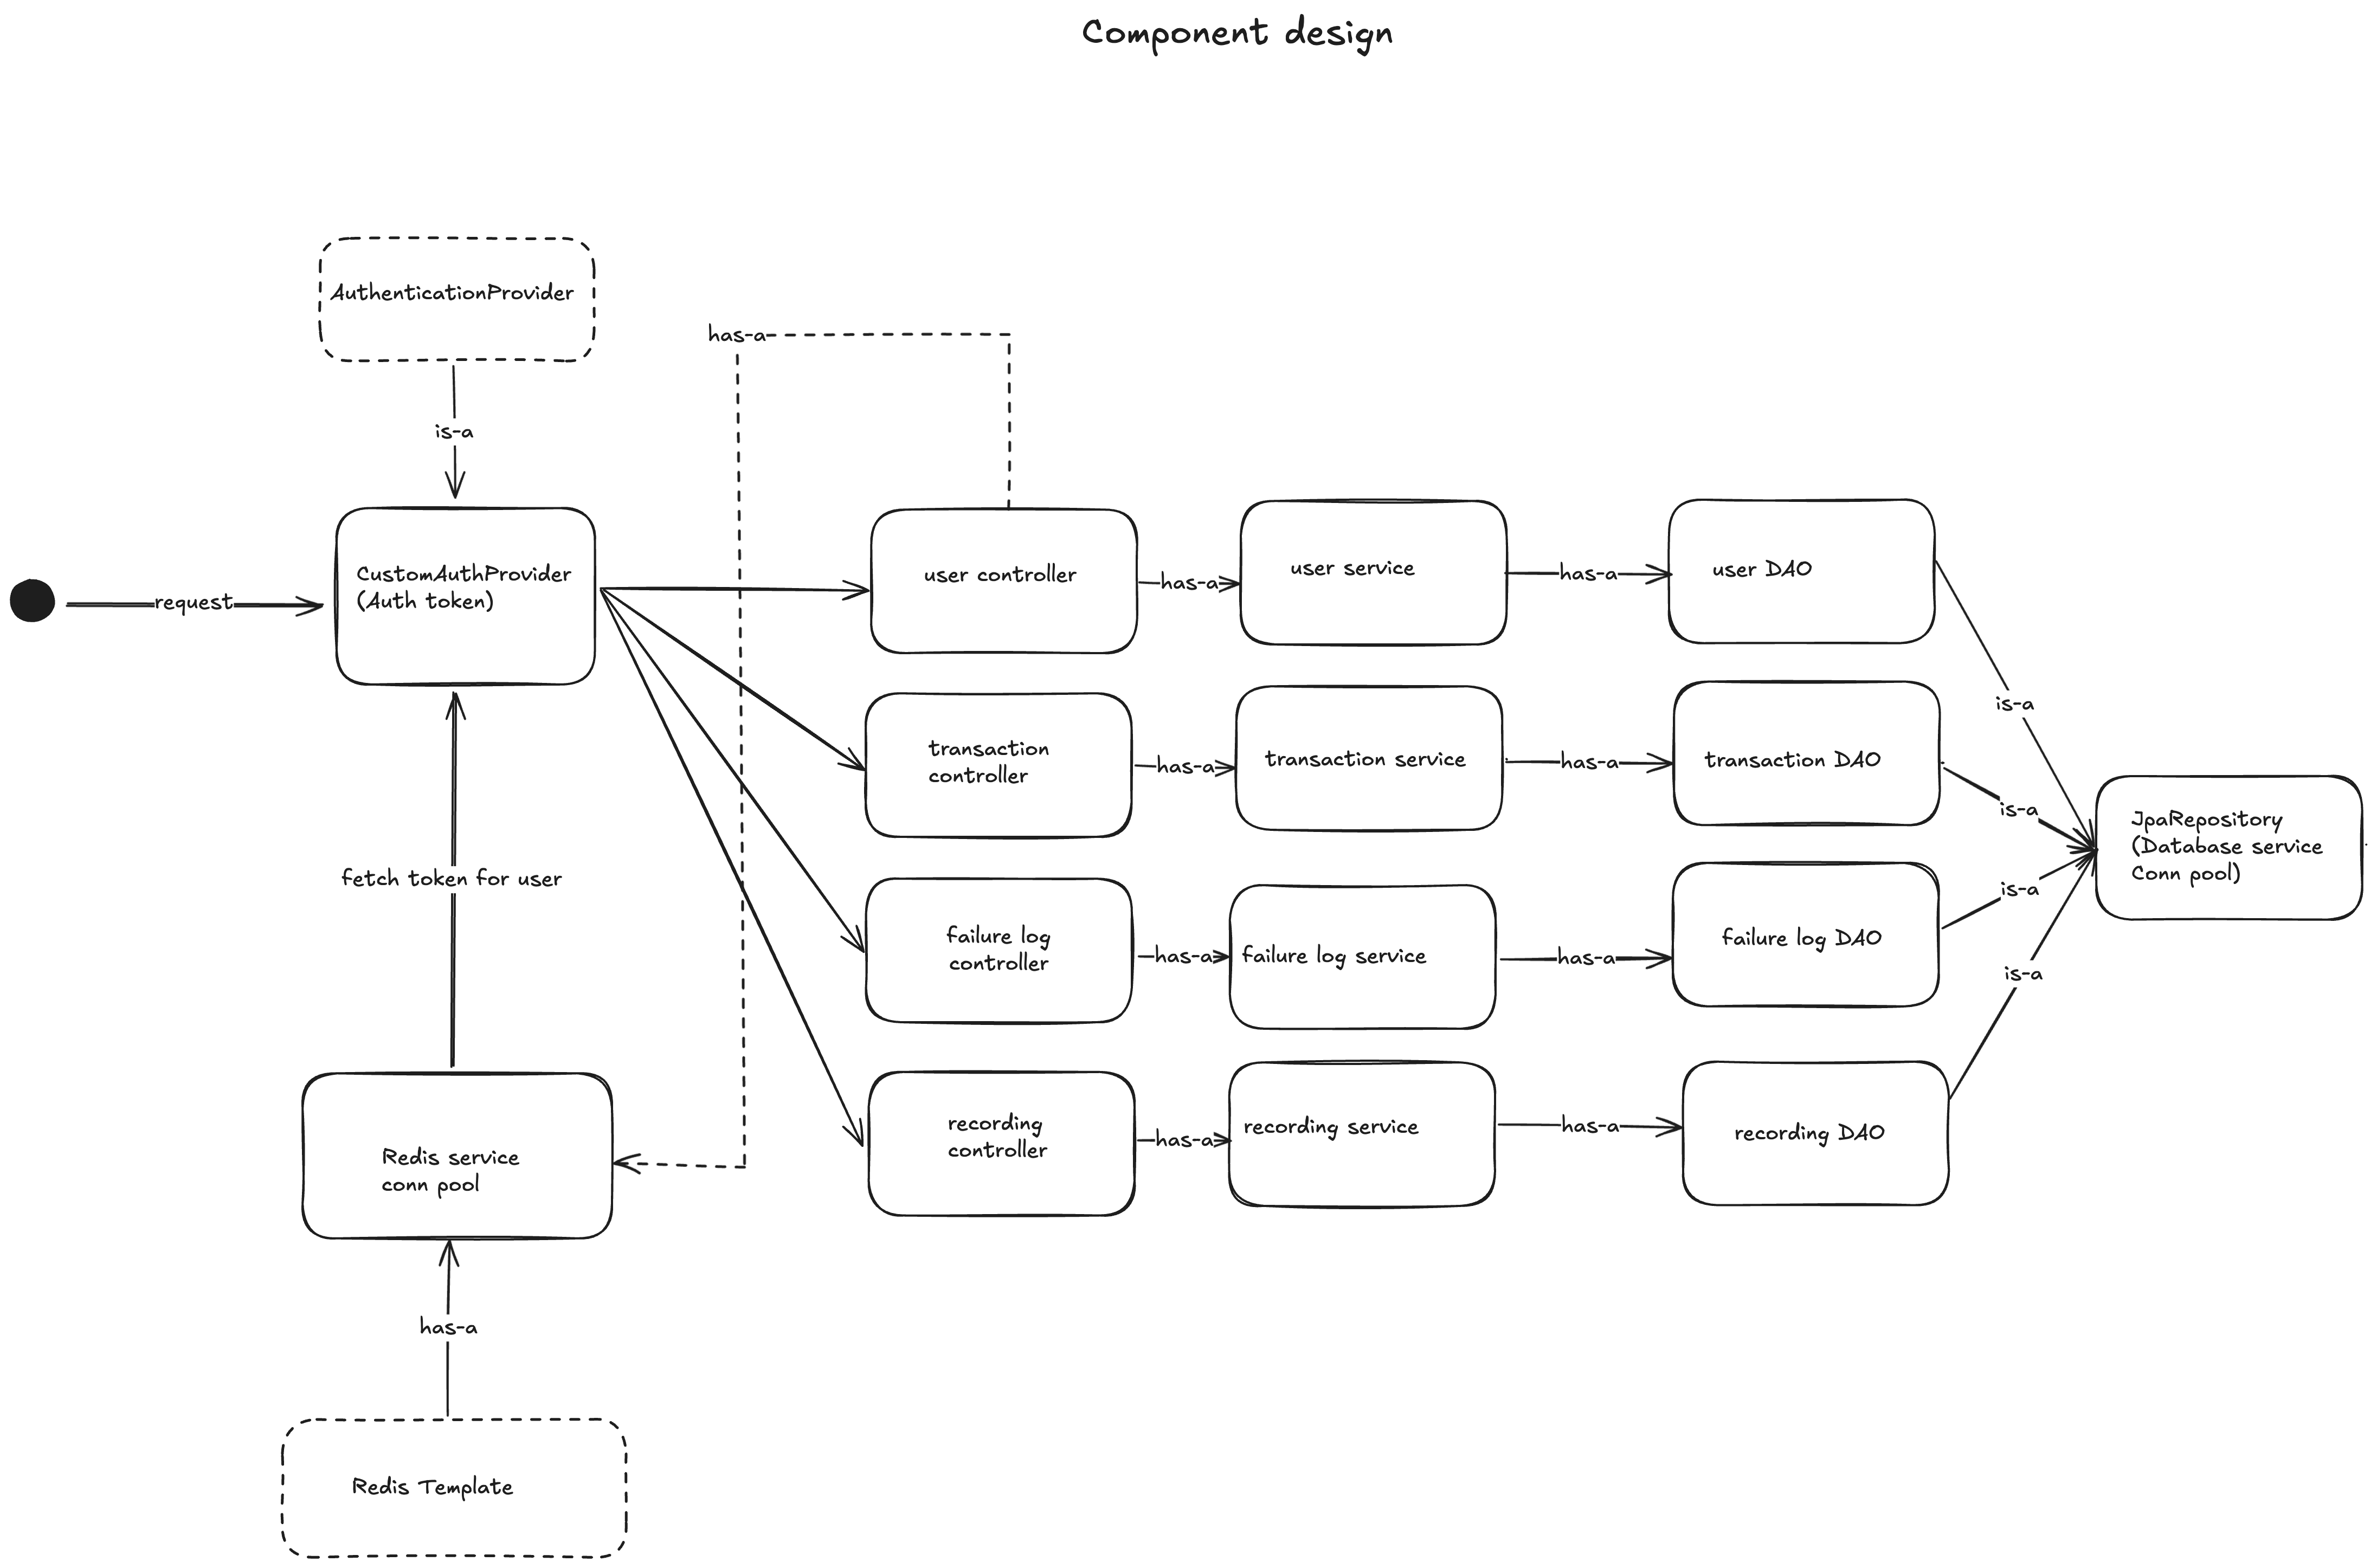 Component design
AuthenticationProvider
has-a
is-a
CustomAuthProvider
(Auth token)
request
user controller
has-a
user service
has-a
user DAO
is-a
transaction
controller
has-a
transaction service
has-a
transaction DAO
is-a
JpaRepository
(Database service
Conn pool)
fetch token for user
failure log
controller
has-a
failure log service
has-a
failure log DAO
is-a
is-a
recording
controller
has-a
recording service
has-a
recording DAO
Redis service
conn pool
has-a
Redis Template